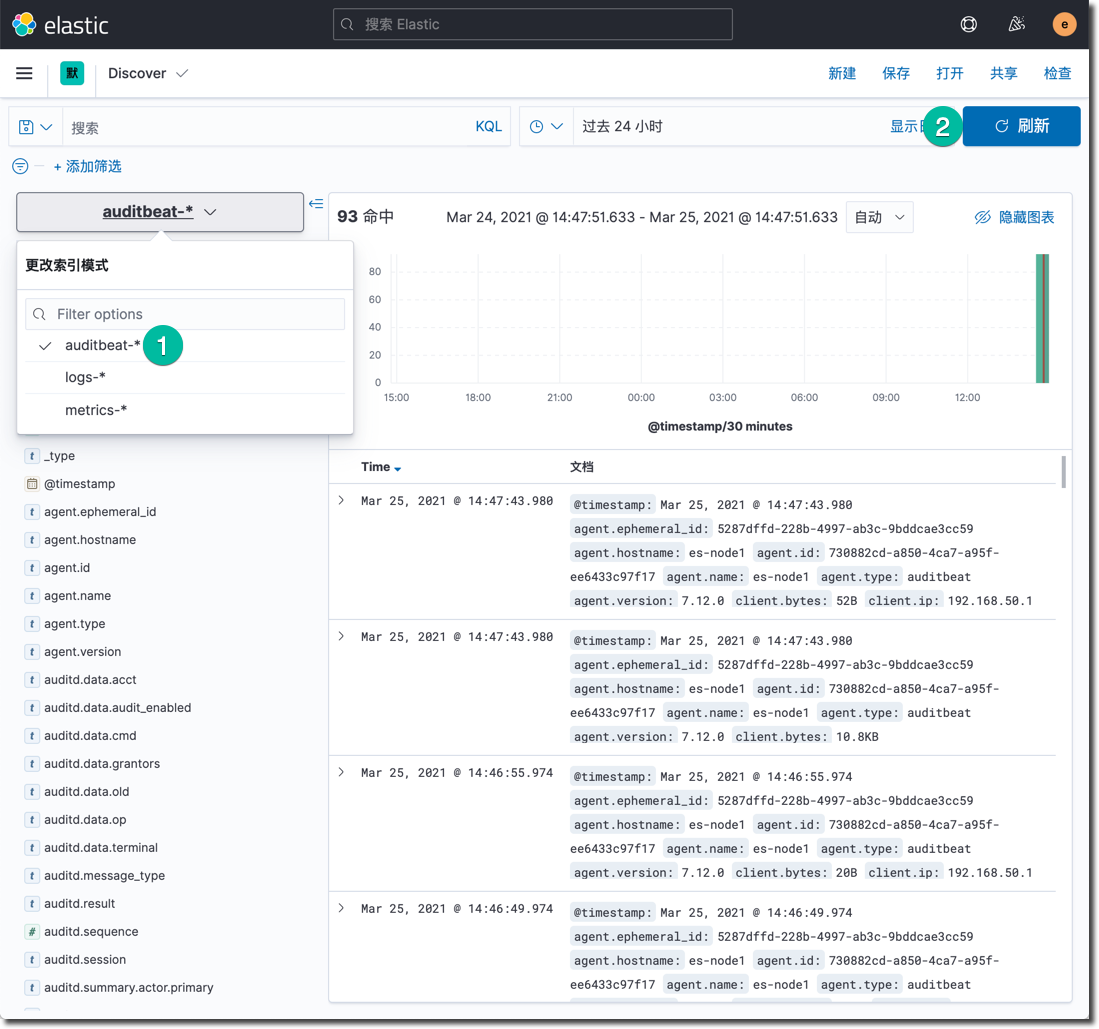 elastic
搜索 Elastic
e
默
Discover
新建 保存 打开 共享 检查
搜索
KQL
过去 24 小时
显示
2
刷新
+ 添加筛选
auditbeat-*
更改索引模式
Filter options
auditbeat-*
1
logs-*
metrics-*
_type
@timestamp
agent.ephemeral_id
agent.hostname
agent.id
agent.name
agent.type
agent.version
auditd.data.acct
auditd.data.audit_enabled
auditd.data.cmd
auditd.data.grantors
auditd.data.old
auditd.data.op
auditd.data.terminal
auditd.message_type
auditd.result
auditd.sequence
auditd.session
auditd.summary.actor.primary
93 命中
Mar 24, 2021 @ 14:47:51.633 - Mar 25, 2021 @ 14:47:51.633
自动
隐藏图表
80
60
40
20
0
15:00 18:00 21:00 00:00 03:00 06:00 09:00 12:00
@timestamp/30 minutes
Time 文档
Mar 25, 2021 @ 14:47:43.980
@timestamp: Mar 25, 2021 @ 14:47:43.980
agent.ephemeral_id: 5287dffd-228b-4997-ab3c-9bddcae3cc59
agent.hostname: es-node1 agent.id: 730882cd-a850-4ca7-a95f-
ee6433c97f17 agent.name: es-node1 agent.type: auditbeat
agent.version: 7.12.0 client.bytes: 52B client.ip: 192.168.50.1
Mar 25, 2021 @ 14:47:43.980
@timestamp: Mar 25, 2021 @ 14:47:43.980
agent.ephemeral_id: 5287dffd-228b-4997-ab3c-9bddcae3cc59
agent.hostname: es-node1 agent.id: 730882cd-a850-4ca7-a95f-
ee6433c97f17 agent.name: es-node1 agent.type: auditbeat
agent.version: 7.12.0 client.bytes: 10.8KB
Mar 25, 2021 @ 14:46:55.974
@timestamp: Mar 25, 2021 @ 14:46:55.974
agent.ephemeral_id: 5287dffd-228b-4997-ab3c-9bddcae3cc59
agent.hostname: es-node1 agent.id: 730882cd-a850-4ca7-a95f-
ee6433c97f17 agent.name: es-node1 agent.type: auditbeat
agent.version: 7.12.0 client.bytes: 20B client.ip: 192.168.50.1
Mar 25, 2021 @ 14:46:49.974
@timestamp: Mar 25, 2021 @ 14:46:49.974
agent.ephemeral_id: 5287dffd-228b-4997-ab3c-9bddcae3cc59
agent.hostname: es-node1 agent.id: 730882cd-a850-4ca7-a95f-
ee6433c97f17 agent.name: es-node1 agent.type: auditbeat